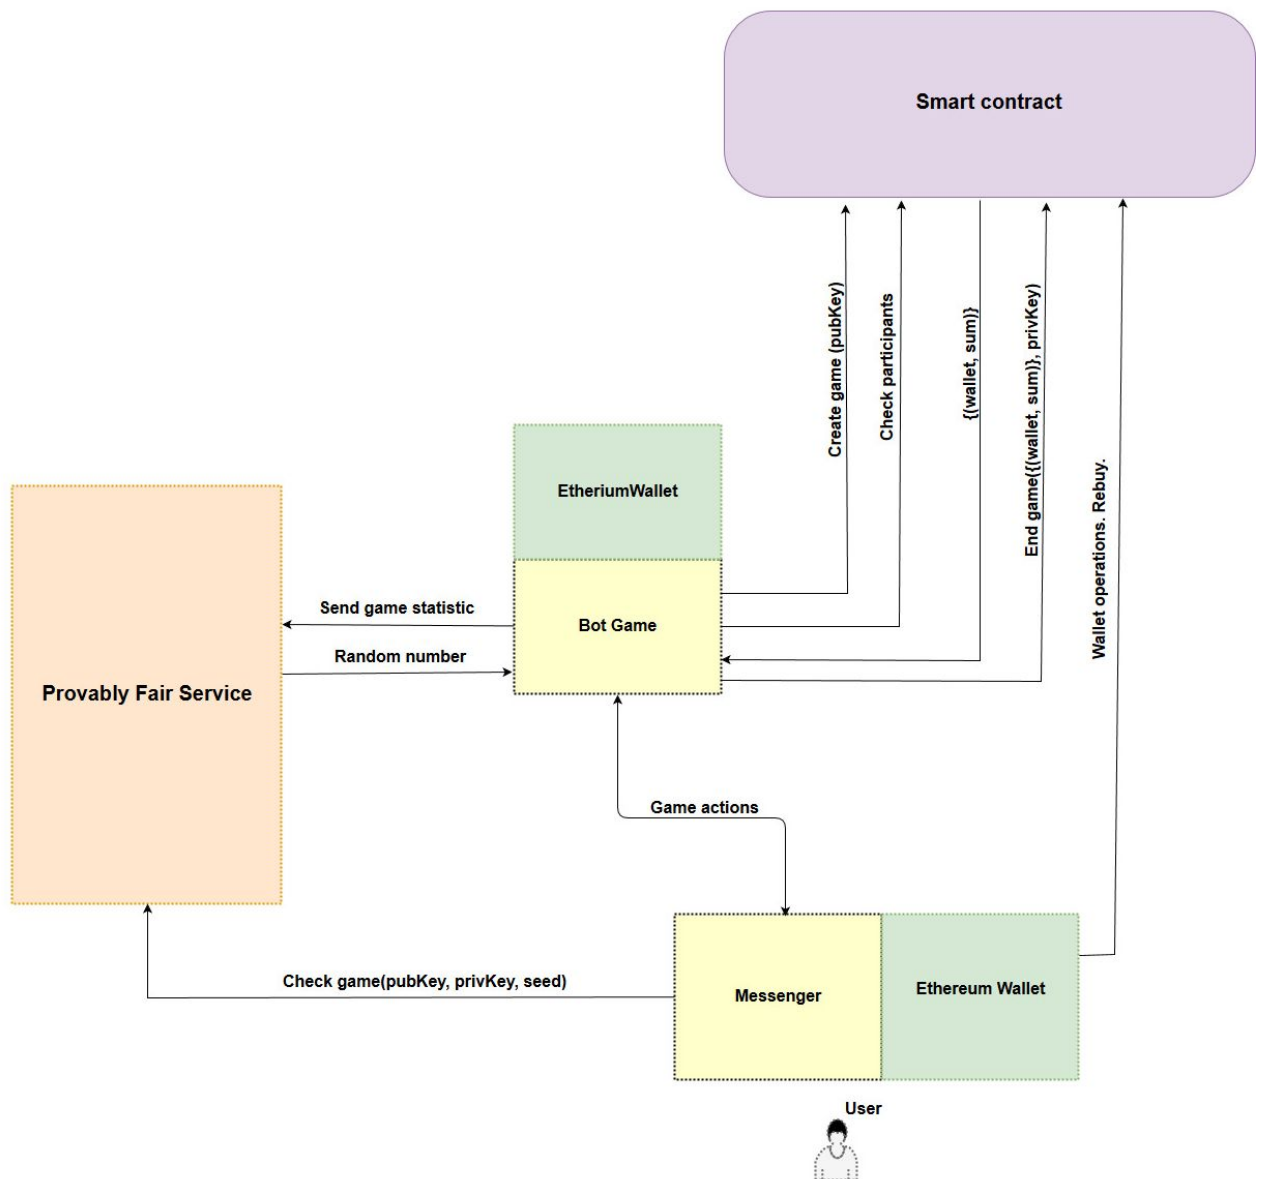 Smart contract
Create game (pubKey)
Check participants
{(wallet, sum)}
End game({(wallet, sum)}, privKey)
Wallet operations. Rebuy.
EtheriumWallet
Bot Game
Send game statistic
Random number
Provably Fair Service
Game actions
Check game(pubKey, privKey, seed)
Messenger
Ethereum Wallet
User